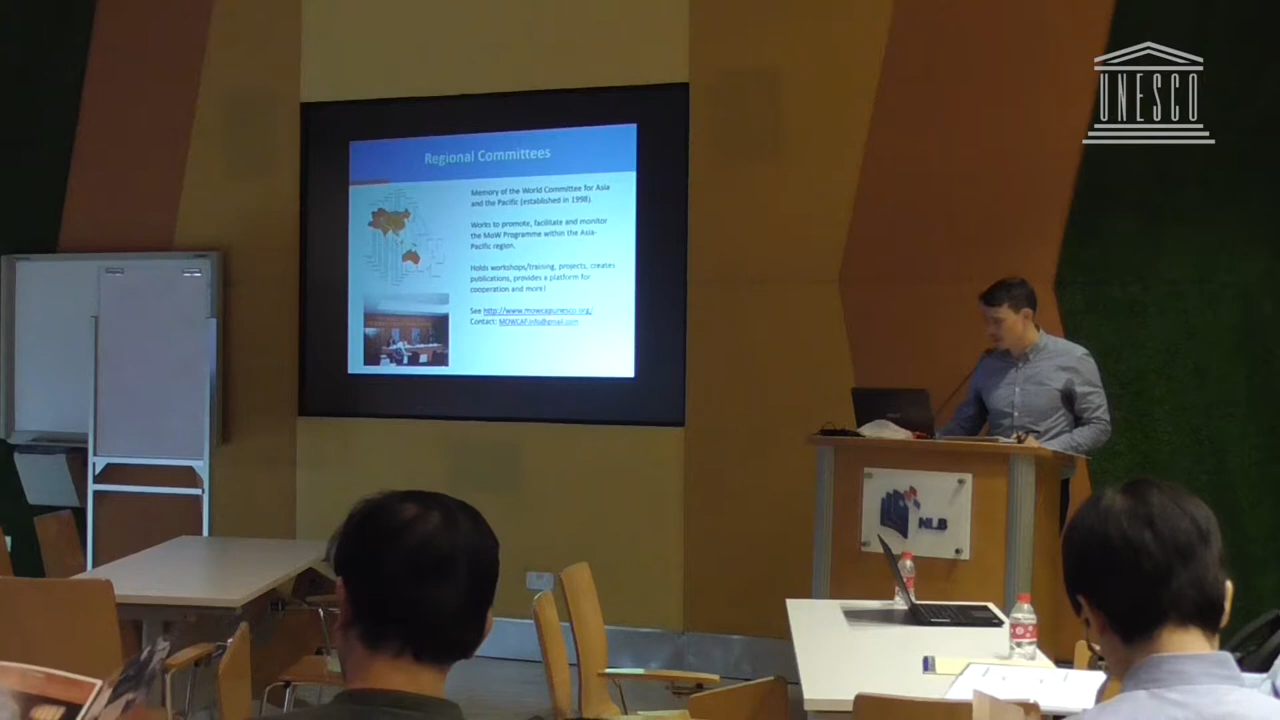 UNESCO
Regional Committees
Memory of the World Committee for Asia
and the Pacific (established in 1998)
Works to promote, facilitate and monitor
the MoW Programme within the Asia-
Pacific region.
Holds workshops/training, projects, creates
publications, provides a platform for
cooperation and more!
See http://www.mowcapunesco.org/
Contact: MOWCAP.info@gmail.com
NLB